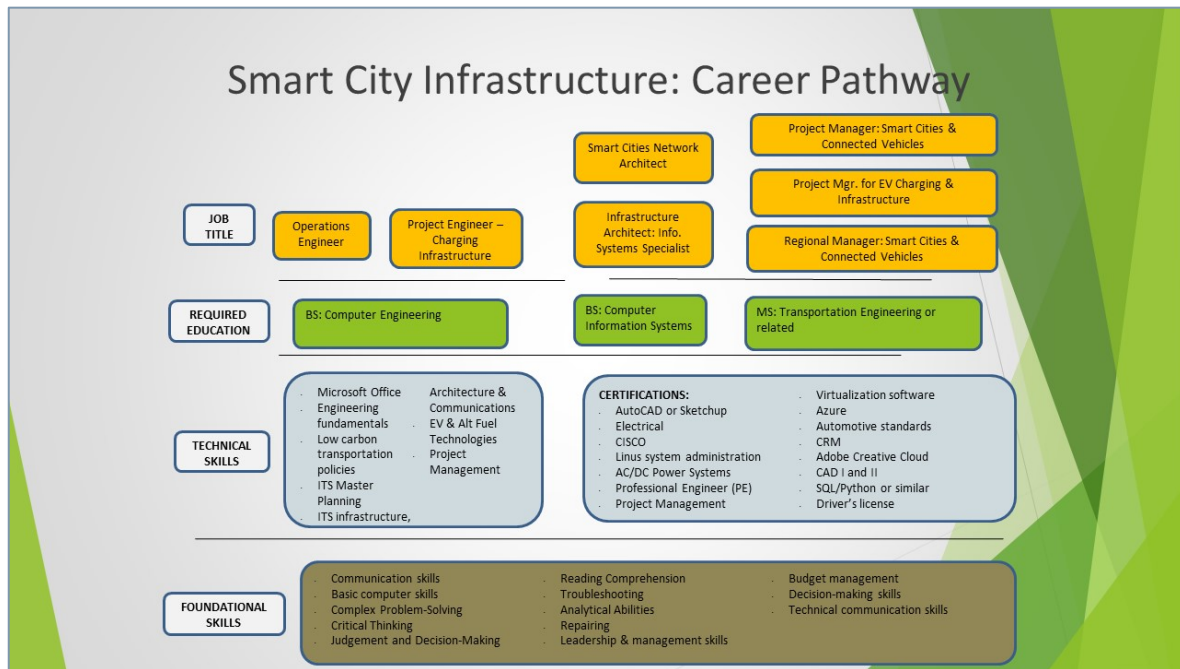 Smart City Infrastructure: Career Pathway
JOB
TITLE
Operations
Engineer
Project Engineer –
Charging
Infrastructure
Smart Cities Network
Architect
Infrastructure
Architect: Info.
Systems Specialist
Project Manager: Smart Cities &
Connected Vehicles
Project Mgr. for EV Charging &
Infrastructure
Regional Manager: Smart Cities &
Connected Vehicles
REQUIRED
EDUCATION
BS: Computer Engineering
BS: Computer
Information Systems
MS: Transportation Engineering or
related
TECHNICAL
SKILLS
Microsoft Office
Engineering
fundamentals
Low carbon
transportation
policies
ITS Master
Planning
ITS infrastructure,
Architecture &
Communications
EV & Alt Fuel
Technologies
Project
Management
CERTIFICATIONS:
AutoCAD or Sketchup
Electrical
CISCO
Linus system administration
AC/DC Power Systems
Professional Engineer (PE)
Project Management
Virtualization software
Azure
Automotive standards
CRM
Adobe Creative Cloud
CAD I and II
SQL/Python or similar
Driver's license
FOUNDATIONAL
SKILLS
Communication skills
Basic computer skills
Complex Problem-Solving
Critical Thinking
Judgement and Decision-Making
Reading Comprehension
Troubleshooting
Analytical Abilities
Repairing
Leadership & management skills
Budget management
Decision-making skills
Technical communication skills